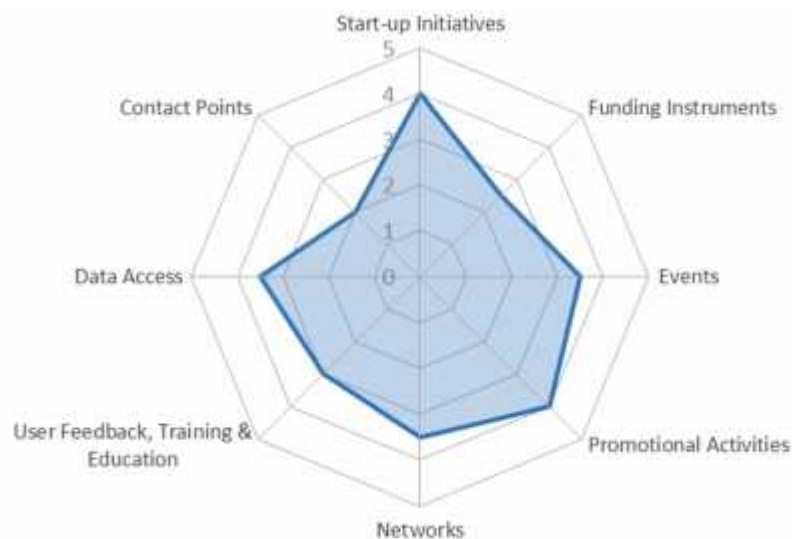 Start-up Initiatives
5
Contact Points
4
Funding Instruments
3
2
1
Data Access
0
Events
User Feedback, Training &
Education
Promotional Activities
Networks